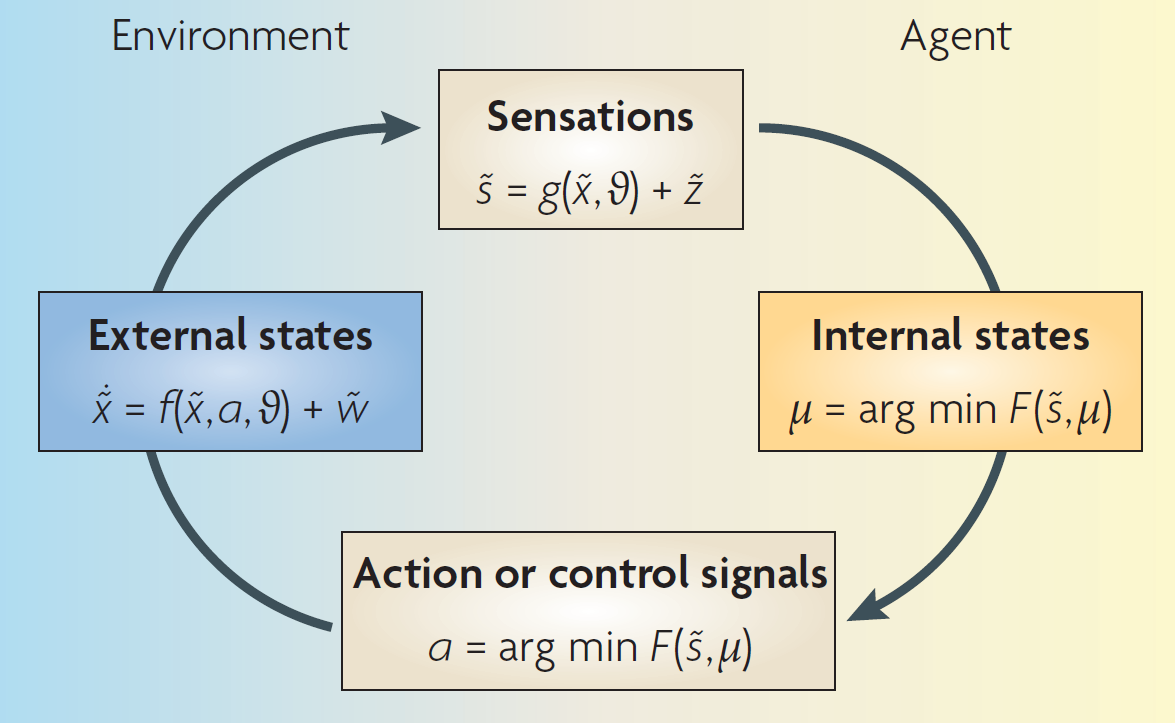 Environment
Agent
Sensations
s̃ = g(x̃, ϑ) + z̃
External states
x̃̇ = f(x̃, a, ϑ) + w̃
Internal states
μ = arg min F(s̃, μ)
Action or control signals
a = arg min F(s̃, μ)